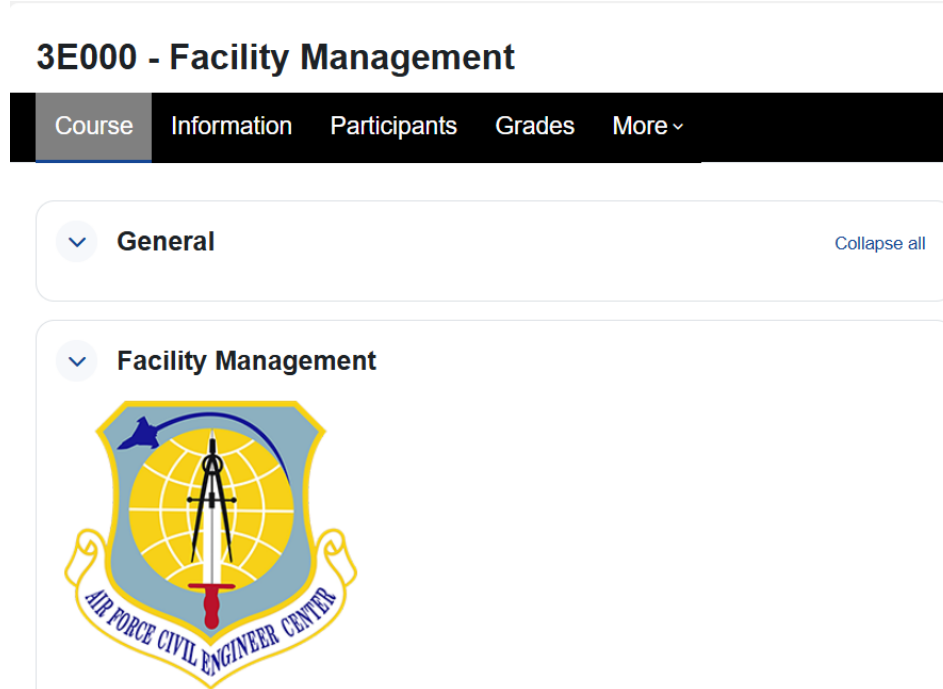 3E000 - Facility Management
Course Information Participants Grades More
General Collapse all
Facility Management
AIR FORCE CIVIL ENGINEER CENTER